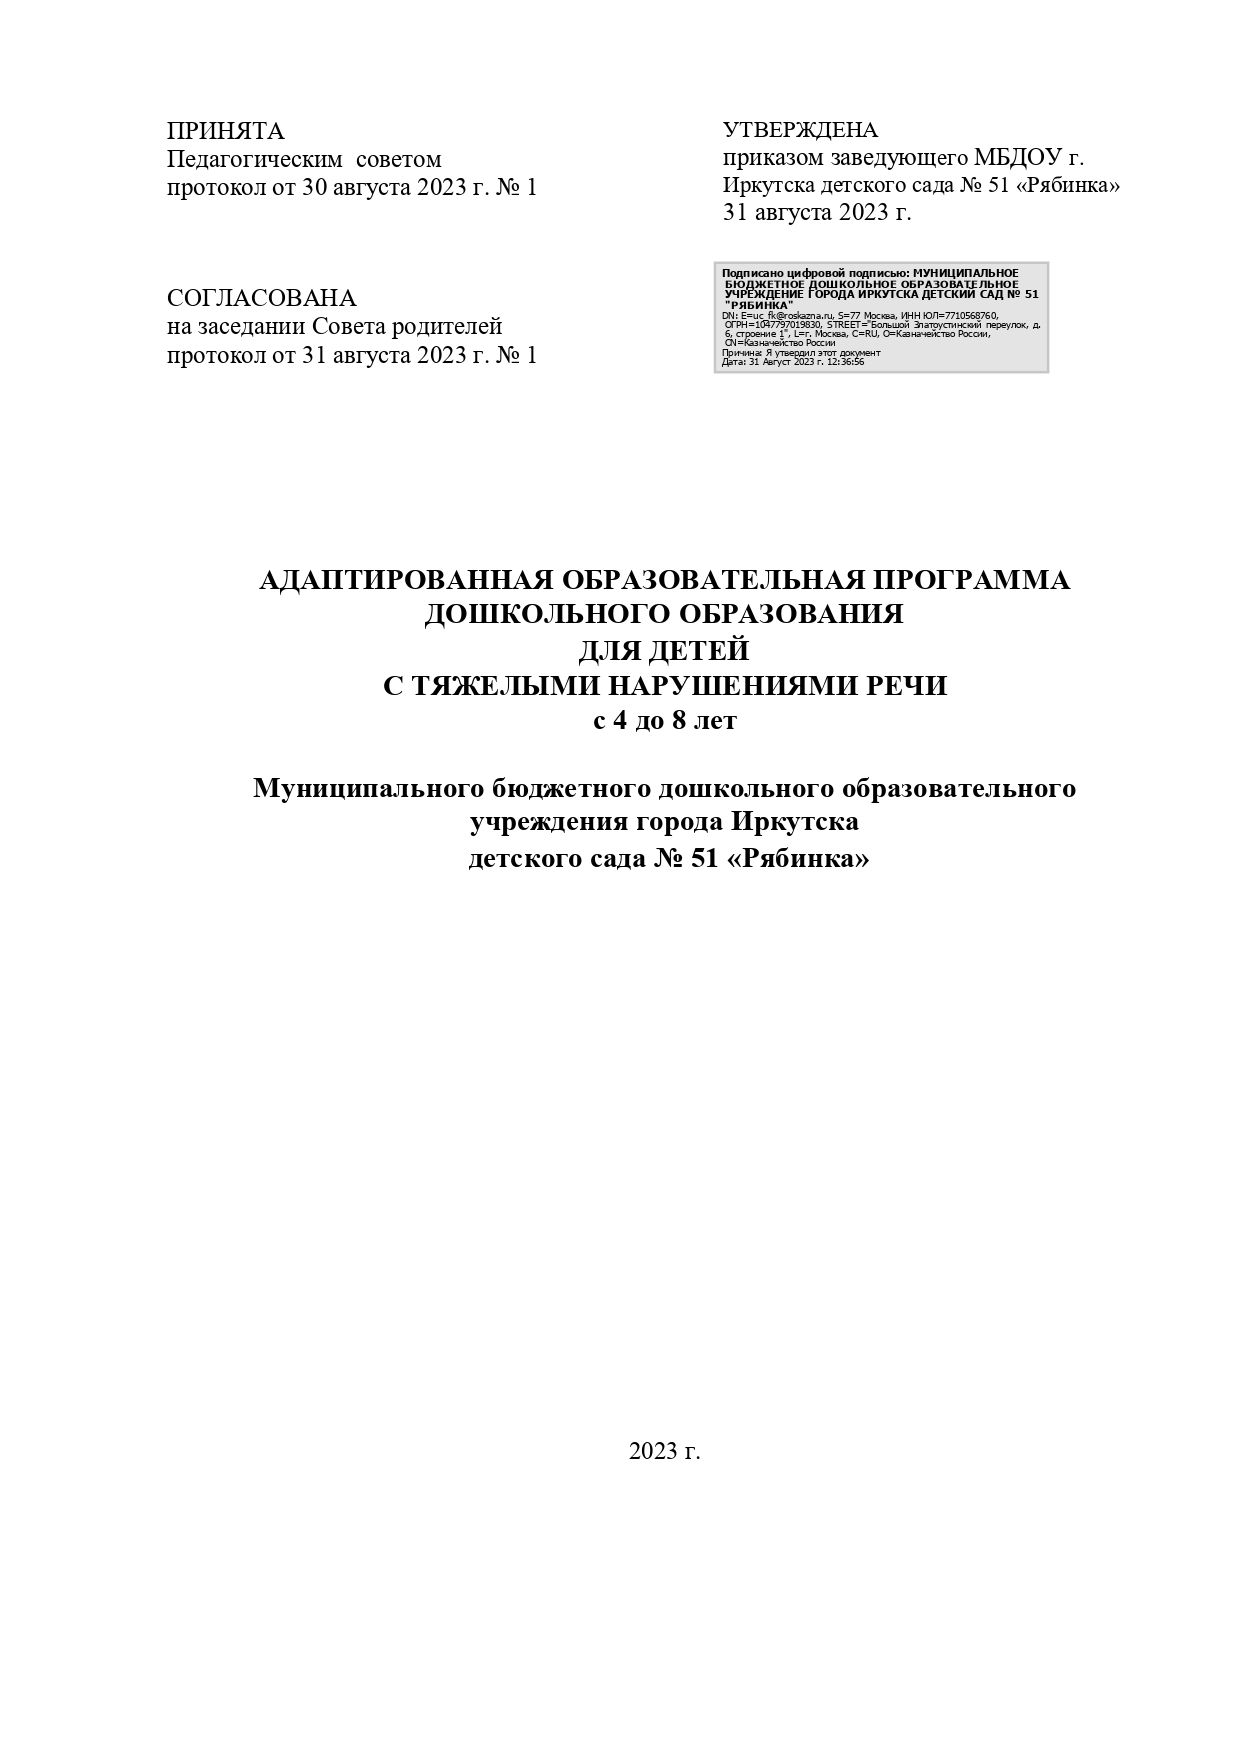 ПРИНЯТА
Педагогическим советом
протокол от 30 августа 2023 г. № 1
СОГЛАСОВАНА
на заседании Совета родителей
протокол от 31 августа 2023 г. № 1
УТВЕРЖДЕНА
приказом заведующего МБДОУ г.
Иркутска детского сада № 51 «Рябинка»
31 августа 2023 г.
Подписано цифровой подписью: МУНИЦИПАЛЬНОЕ
БЮДЖЕТНОЕ ДОШКОЛЬНОЕ ОБРАЗОВАТЕЛЬНОЕ
УЧРЕЖДЕНИЕ ГОРОДА ИРКУТСКА ДЕТСКИЙ САД № 51
"РЯБИНКА"
DN: E=uc_fk@roskazna.ru, S=77 Москва, ИНН ЮЛ=7710568760,
ОГРН=1047797019830, STREET="Большой Златоустинский переулок, д.
6, строение 1", L=г. Москва, C=RU, O=Казначейство России,
CN=Казначейство России
Причина: Я утвердил этот документ
Дата: 31 Август 2023 г. 12:36:56
АДАПТИРОВАННАЯ ОБРАЗОВАТЕЛЬНАЯ ПРОГРАММА
ДОШКОЛЬНОГО ОБРАЗОВАНИЯ
ДЛЯ ДЕТЕЙ
С ТЯЖЕЛЫМИ НАРУШЕНИЯМИ РЕЧИ
с 4 до 8 лет
Муниципального бюджетного дошкольного образовательного
учреждения города Иркутска
детского сада № 51 «Рябинка»
2023 г.